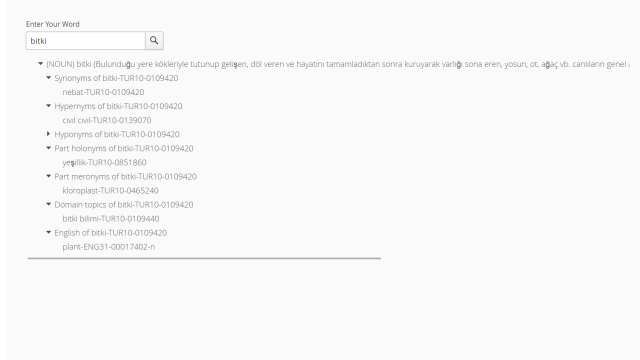 Enter Your Word
bitki
(NOUN) bitki (Bulunduğu yere kökleriyle tutunup gelişen, döl veren ve hayatını tamamladıktan sonra kuruyarak varlığı sona eren, yosun, ot, ağaç vb. canlıların genel
Synonyms of bitki-TUR10-0109420
nebat-TUR10-0109420
Hypernyms of bitki-TUR10-0109420
cıvıl cıvıl-TUR10-0139070
Hyponyms of bitki-TUR10-0109420
Part holonyms of bitki-TUR10-0109420
yeşillik-TUR10-0851860
Part meronyms of bitki-TUR10-0109420
kloroplast-TUR10-0465240
Domain topics of bitki-TUR10-0109420
bitki bilimi-TUR10-0109440
English of bitki-TUR10-0109420
plant-ENG31-00017402-n